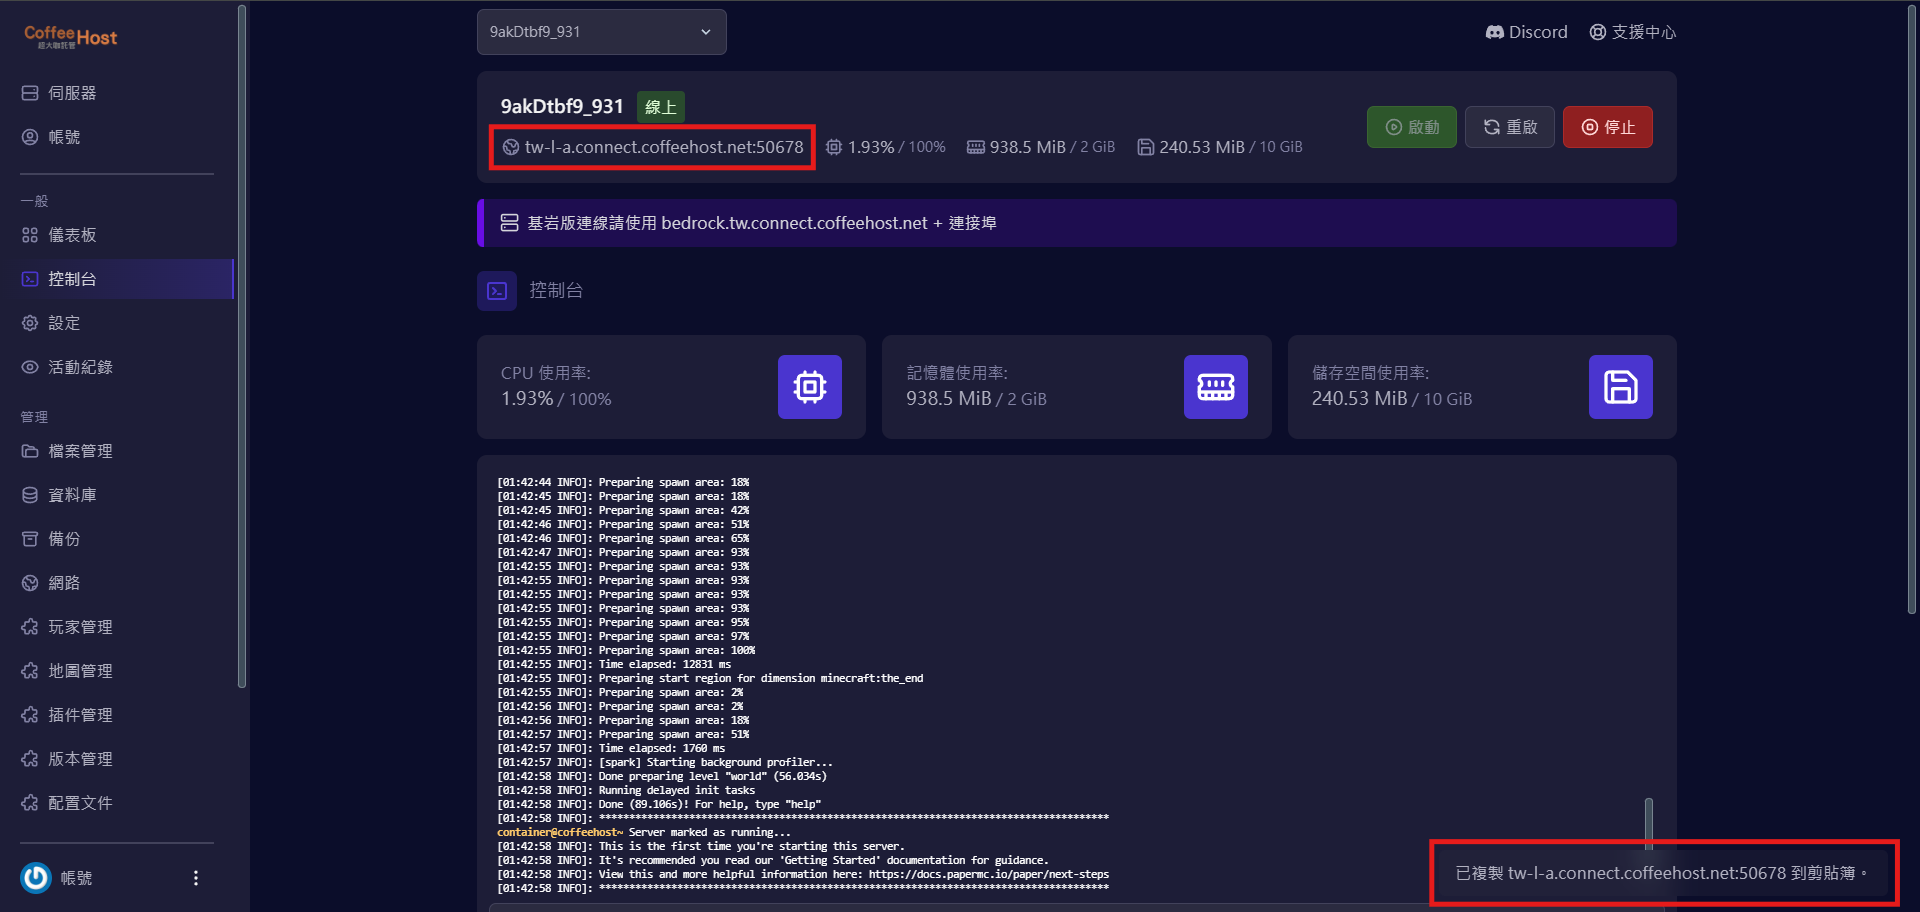 Coffee Host
超大咖託管
伺服器
帳號
一般
儀表板
控制台
設定
活動紀錄
管理
檔案管理
資料庫
備份
網路
玩家管理
地圖管理
插件管理
版本管理
配置文件
帳號
9akDtbf9_931
Discord
支援中心
9akDtbf9_931 線上
tw-l-a.connect.coffeehost.net:50678 1.93% / 100% 938.5 MiB / 2 GiB 240.53 MiB / 10 GiB
啟動 重啟 停止
基岩版連線請使用 bedrock.tw.connect.coffeehost.net + 連接埠
控制台
CPU 使用率:
1.93% / 100%
記憶體使用率:
938.5 MiB / 2 GiB
儲存空間使用率:
240.53 MiB / 10 GiB
[01:42:44 INFO]: Preparing spawn area: 18%
[01:42:45 INFO]: Preparing spawn area: 18%
[01:42:45 INFO]: Preparing spawn area: 42%
[01:42:46 INFO]: Preparing spawn area: 51%
[01:42:46 INFO]: Preparing spawn area: 65%
[01:42:47 INFO]: Preparing spawn area: 93%
[01:42:55 INFO]: Preparing spawn area: 93%
[01:42:55 INFO]: Preparing spawn area: 93%
[01:42:55 INFO]: Preparing spawn area: 93%
[01:42:55 INFO]: Preparing spawn area: 93%
[01:42:55 INFO]: Preparing spawn area: 95%
[01:42:55 INFO]: Preparing spawn area: 97%
[01:42:55 INFO]: Preparing spawn area: 100%
[01:42:55 INFO]: Time elapsed: 12831 ms
[01:42:55 INFO]: Preparing start region for dimension minecraft:the_end
[01:42:55 INFO]: Preparing spawn area: 2%
[01:42:56 INFO]: Preparing spawn area: 2%
[01:42:56 INFO]: Preparing spawn area: 18%
[01:42:57 INFO]: Preparing spawn area: 51%
[01:42:57 INFO]: Time elapsed: 1760 ms
[01:42:57 INFO]: [spark] Starting background profiler...
[01:42:58 INFO]: Done preparing level "world" (56.034s)
[01:42:58 INFO]: Running delayed init tasks
[01:42:58 INFO]: Done (89.106s)! For help, type "help"
[01:42:58 INFO]: *************************************************************************************
container@coffeehost~ Server marked as running...
[01:42:58 INFO]: This is the first time you're starting this server.
[01:42:58 INFO]: It's recommended you read our 'Getting Started' documentation for guidance.
[01:42:58 INFO]: View this and more helpful information here: https://docs.papermc.io/paper/next-steps
[01:42:58 INFO]: *************************************************************************************
已複製 tw-l-a.connect.coffeehost.net:50678 到剪貼簿。